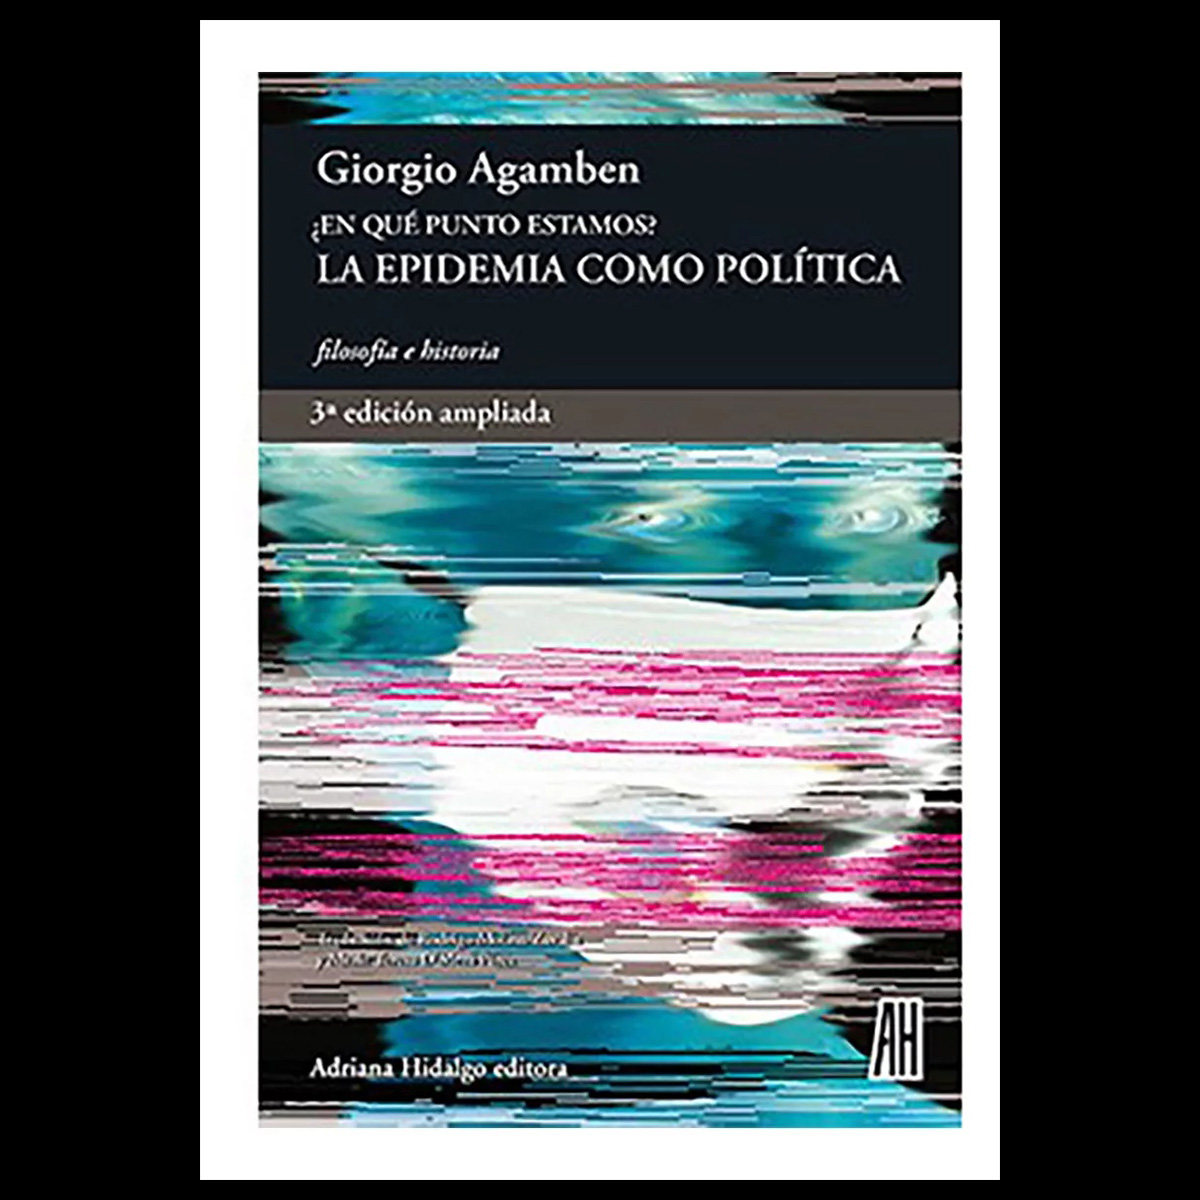 Giorgio Agamben
¿EN QUÉ PUNTO ESTAMOS?
LA EPIDEMIA COMO POLÍTICA
filosofía e historia
3ª edición ampliada
AH
Adriana Hidalgo editora